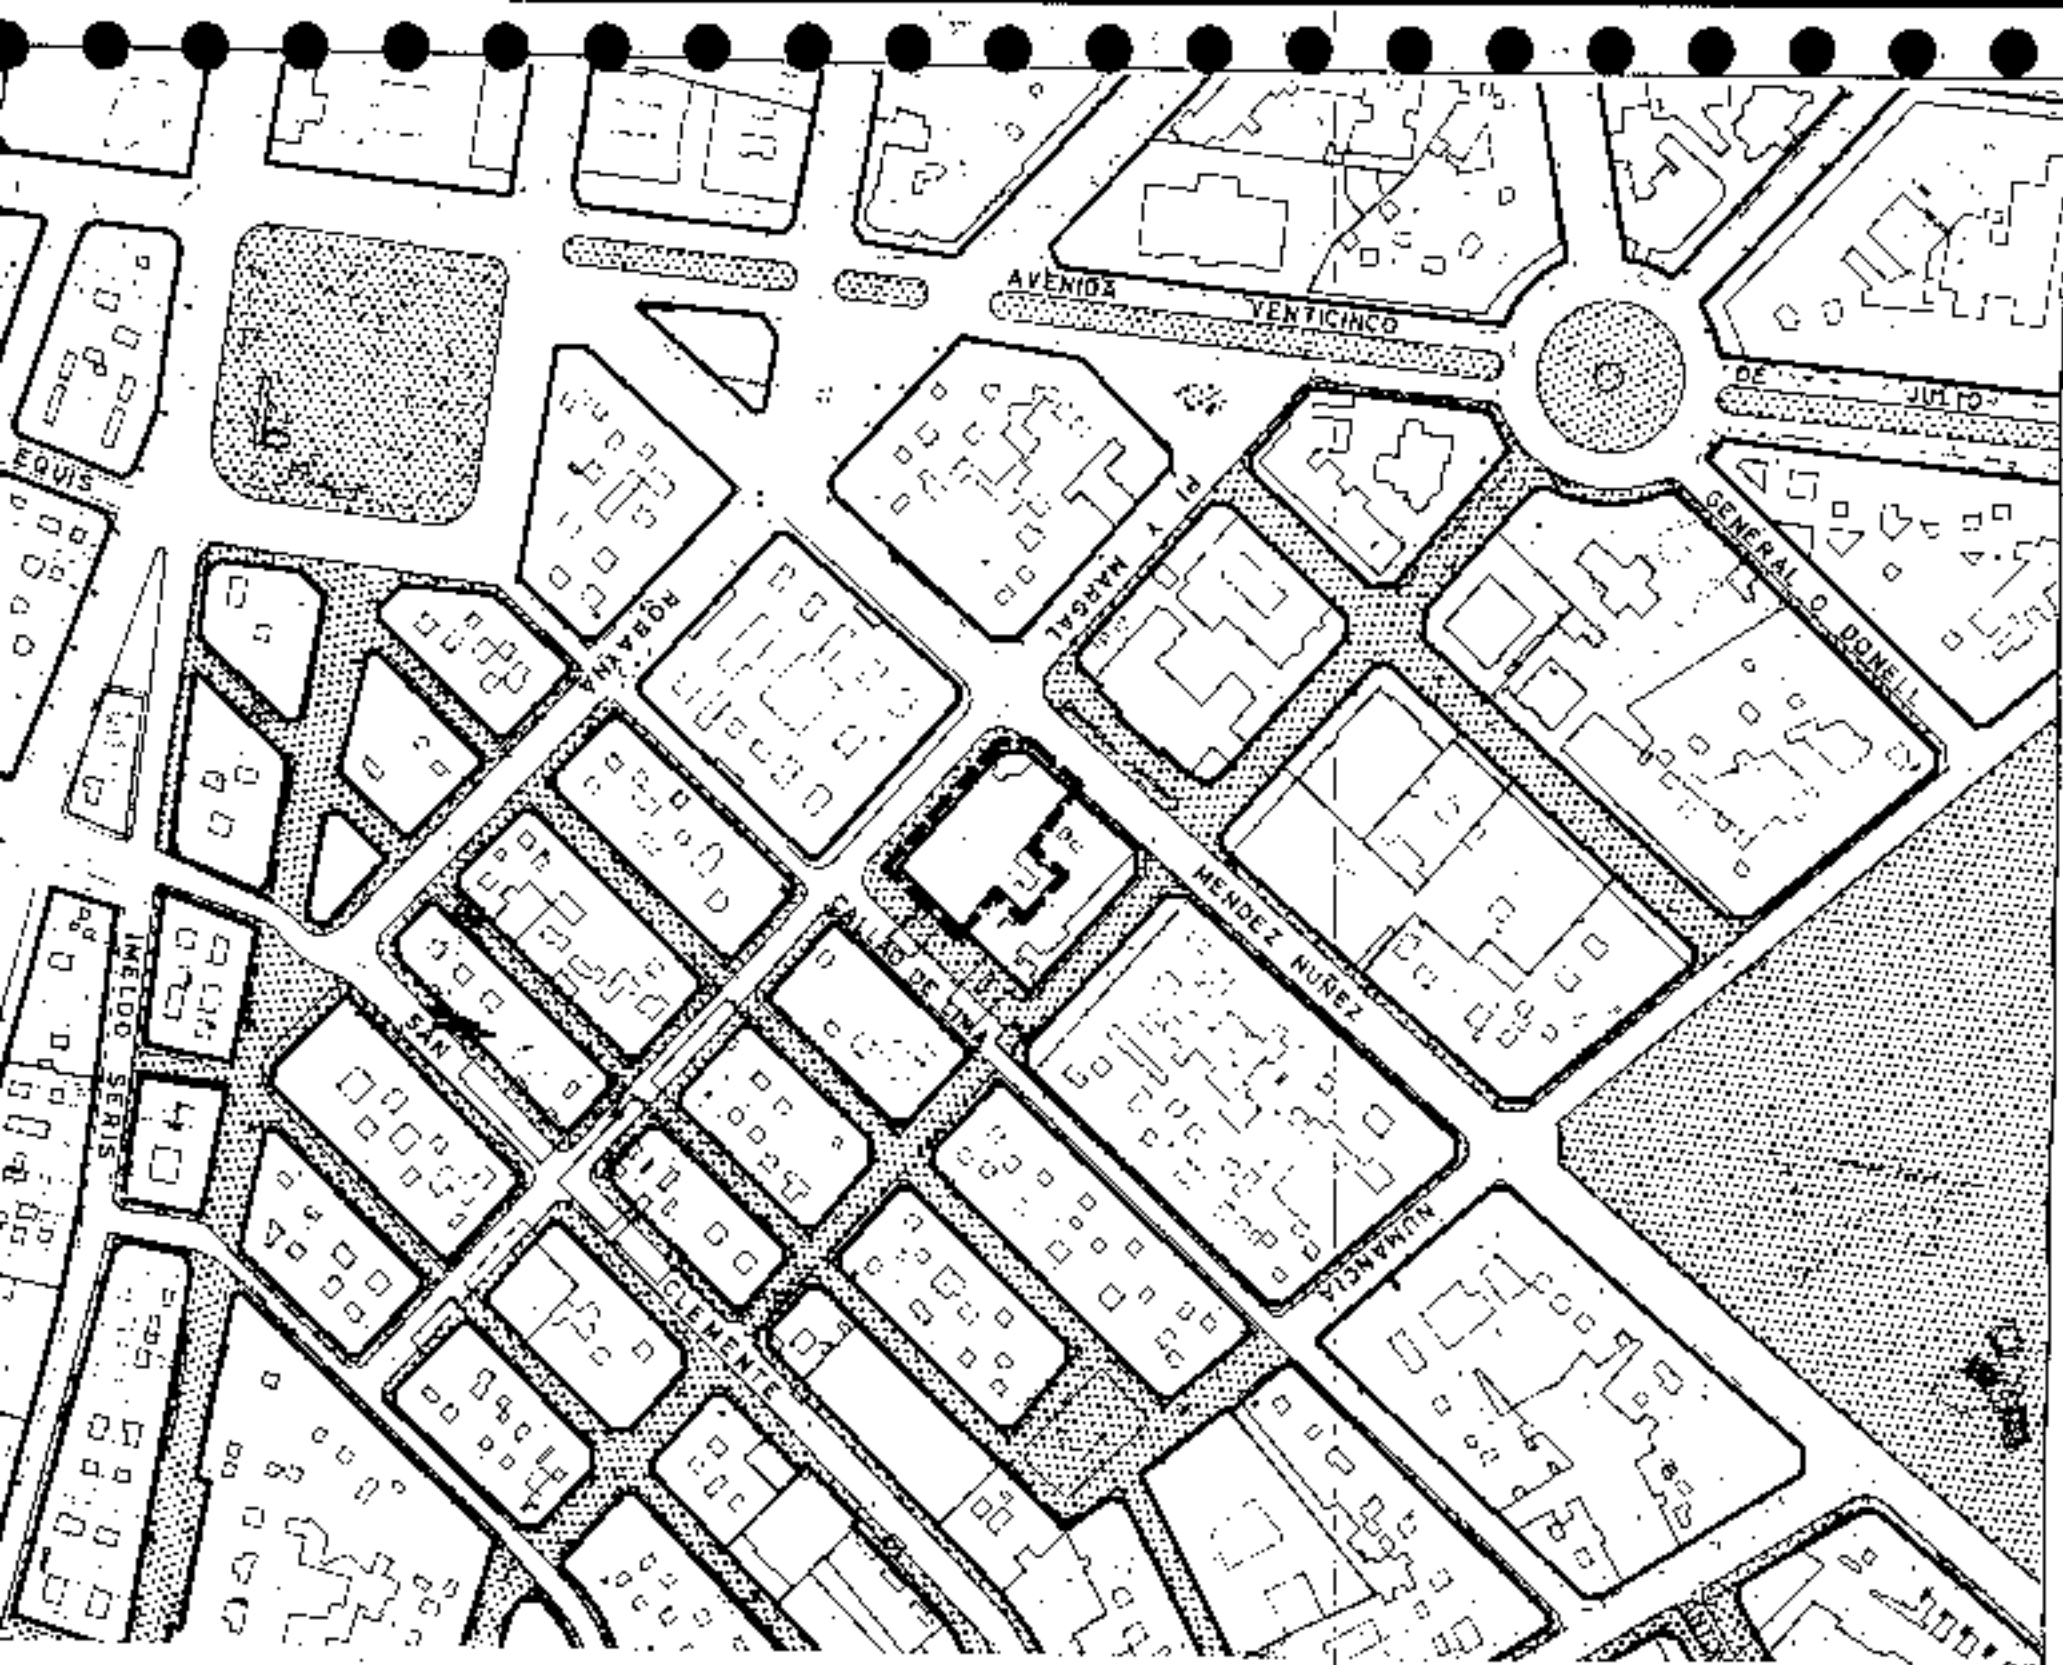 AVENIDA
VENTICINCO
DE
JULIO
EQUIS
GENERAL O DONELL
PI Y MARGAL
ROBAYNA
MENDEZ NUÑEZ
CALLAO DE LIMA
IMELDO SERIS
SAN
CLEMENTE
NUMANCIA